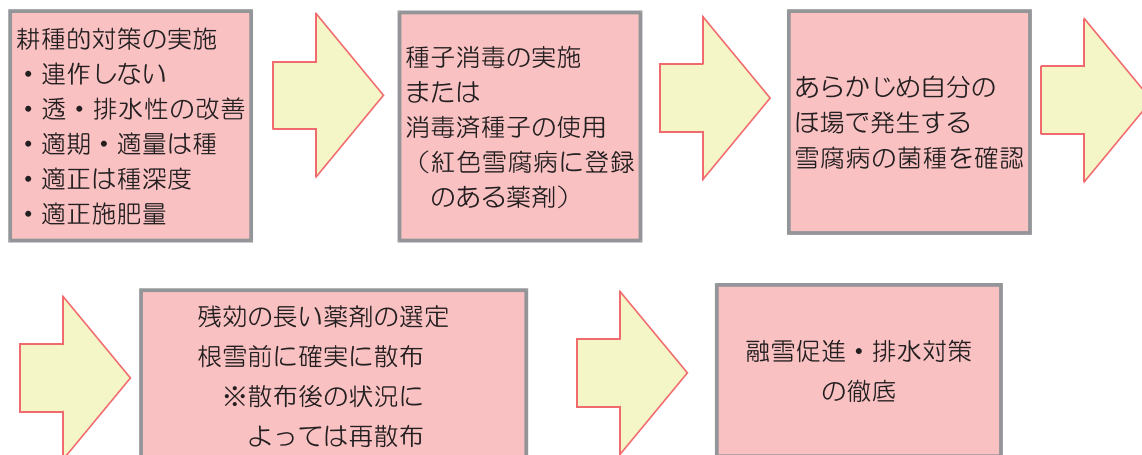 耕種的対策の実施
・連作しない
・透・排水性の改善
・適期・適量は種
・適正は種深度
・適正施肥量
種子消毒の実施
または
消毒済種子の使用
（紅色雪腐病に登録
のある薬剤）
あらかじめ自分の
ほ場で発生する
雪腐病の菌種を確認
残効の長い薬剤の選定
根雪前に確実に散布
※散布後の状況に
よっては再散布
融雪促進・排水対策
の徹底